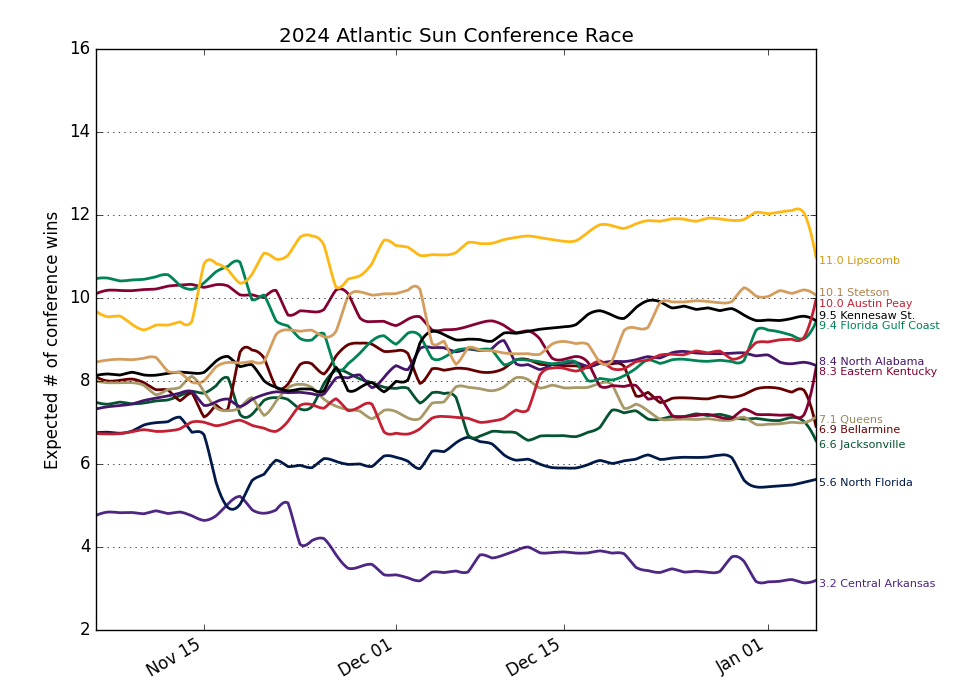 2024 Atlantic Sun Conference Race
Expected # of conference wins
16
14
12
10
8
6
4
2
11.0 Lipscomb
10.1 Stetson
10.0 Austin Peay
9.5 Kennesaw St.
9.4 Florida Gulf Coast
8.4 North Alabama
8.3 Eastern Kentucky
7.1 Queens
6.9 Bellarmine
6.6 Jacksonville
5.6 North Florida
3.2 Central Arkansas
Nov 15
Dec 01
Dec 15
Jan 01